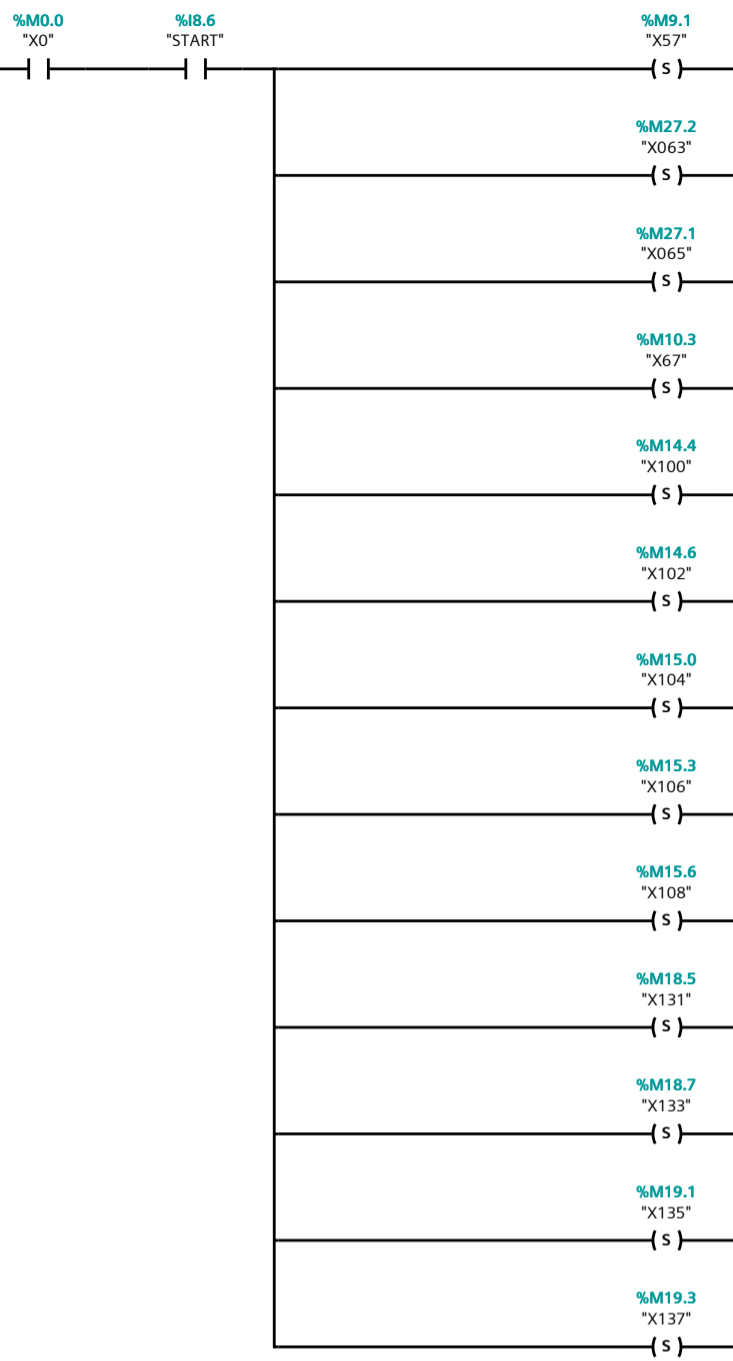 %M0.0 %I8.6 %M9.1
"X0" "START" "X57"
S
%M27.2
"X063"
S
%M27.1
"X065"
S
%M10.3
"X67"
S
%M14.4
"X100"
S
%M14.6
"X102"
S
%M15.0
"X104"
S
%M15.3
"X106"
S
%M15.6
"X108"
S
%M18.5
"X131"
S
%M18.7
"X133"
S
%M19.1
"X135"
S
%M19.3
"X137"
S